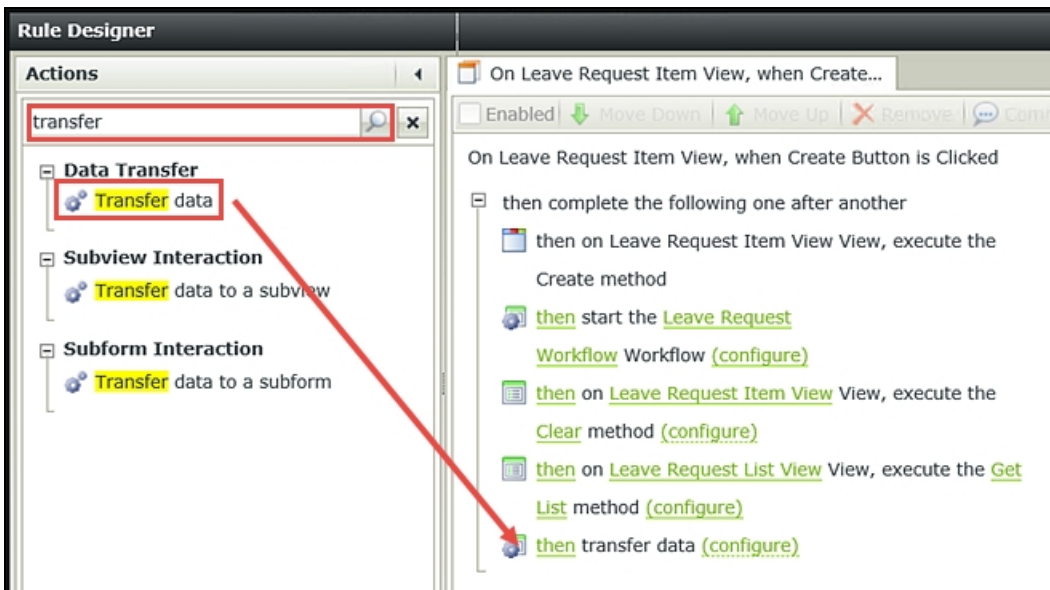 Rule Designer
Actions
transfer
Data Transfer
Transfer data
Subview Interaction
Transfer data to a subview
Subform Interaction
Transfer data to a subform
On Leave Request Item View, when Create...
Enabled Move Down Move Up Remove
On Leave Request Item View, when Create Button is Clicked
then complete the following one after another
then on Leave Request Item View View, execute the
Create method
then start the Leave Request
Workflow Workflow (configure)
then on Leave Request Item View View, execute the
Clear method (configure)
then on Leave Request List View View, execute the Get
List method (configure)
then transfer data (configure)